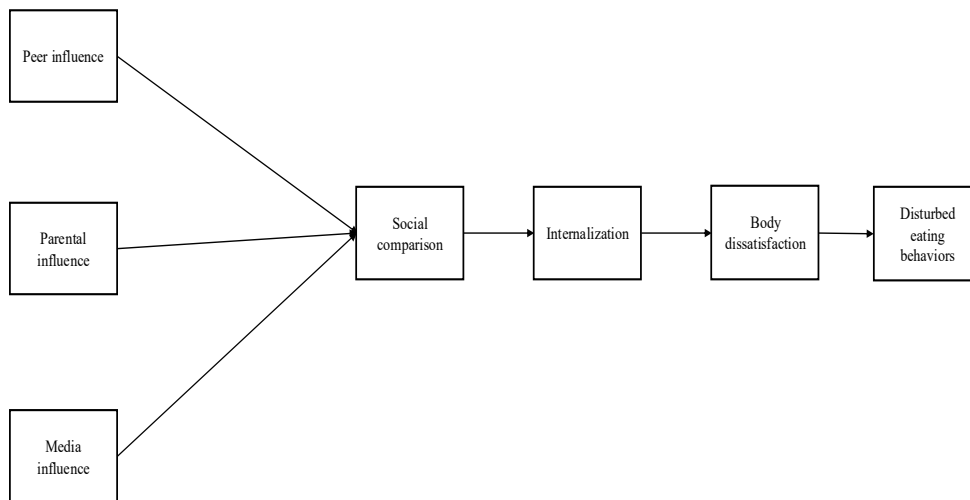 Peer influence
Parental
influence
Media
influence
Social
comparison
Internalization
Body
dissatisfaction
Disturbed
eating
behaviors